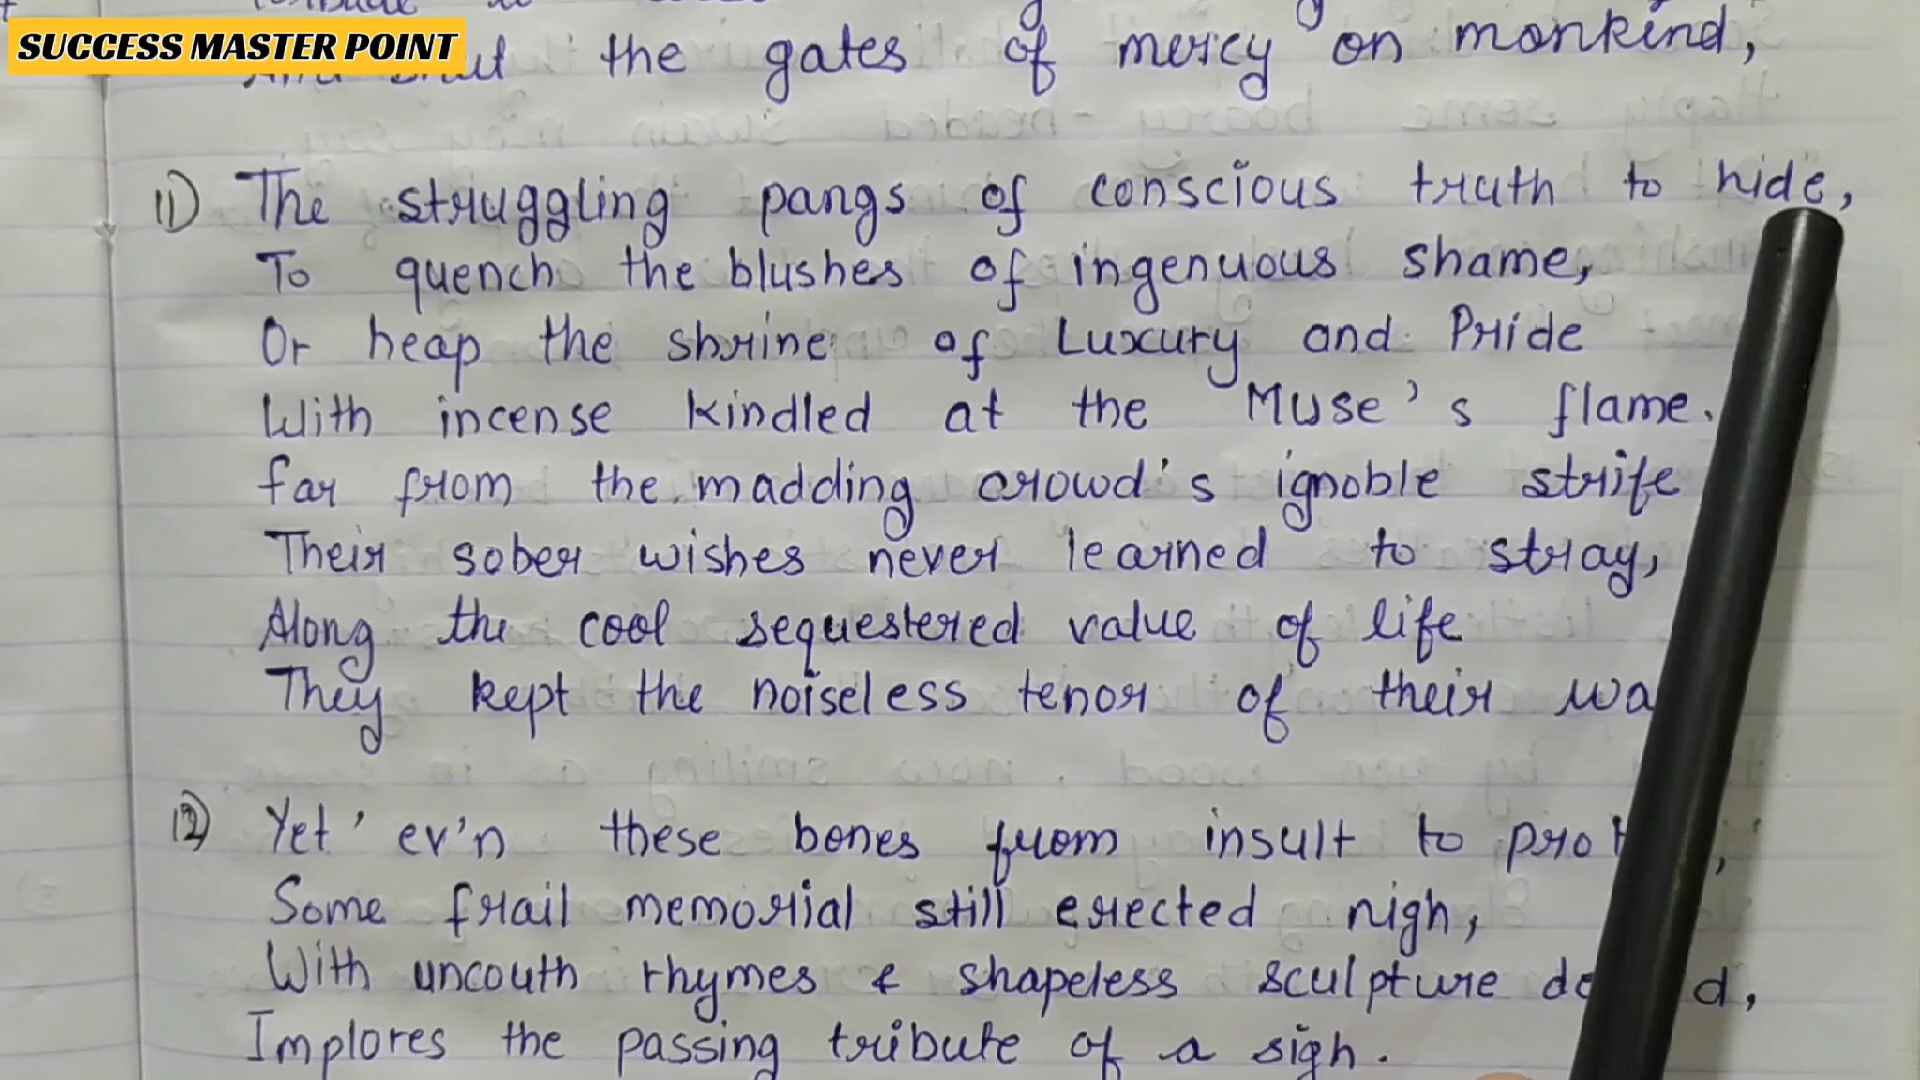 SUCCESS MASTER POINT
the gates of mercy on mankind,
11) The struggling pangs of conscious truth to hide,
To quench the blushes of ingenuous shame,
Or heap the shrine of Luxury and Pride
With incense kindled at the Muse's flame.
far from the madding crowd's ignoble strife
Their sober wishes never learned to stray,
Along the cool sequestered value of life
They kept the noiseless tenor of their wa
12) Yet' ev'n these bones from insult to
Some frail memorial still erected nigh,
With uncouth rhymes & shapeless sculpture
Implores the passing tribute of a sigh.